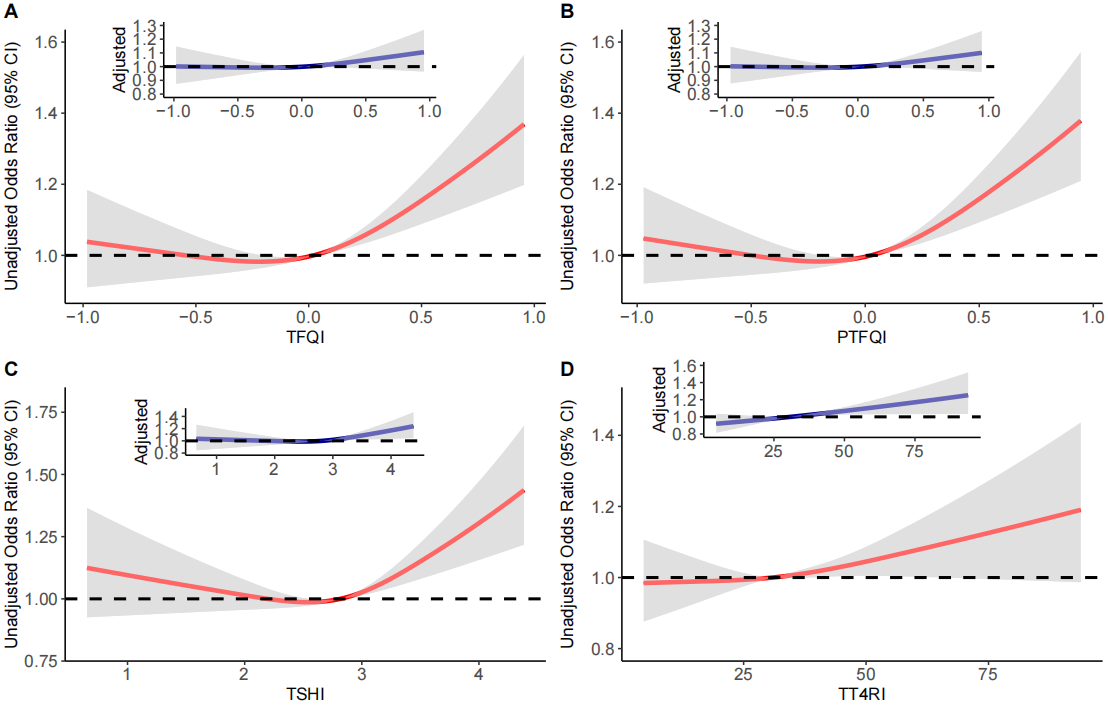 A
Unadjusted Odds Ratio (95% CI)
1.6
1.4
1.2
1.0
Adjusted
1.3
1.2
1.1
1.0
0.9
0.8
−1.0 −0.5 0.0 0.5 1.0
−1.0 −0.5 0.0 0.5 1.0
TFQI
B
Unadjusted Odds Ratio (95% CI)
1.6
1.4
1.2
1.0
Adjusted
1.3
1.2
1.1
1.0
0.9
0.8
−1.0 −0.5 0.0 0.5 1.0
−1.0 −0.5 0.0 0.5 1.0
PTFQI
C
Unadjusted Odds Ratio (95% CI)
1.75
1.50
1.25
1.00
0.75
Adjusted
1.4
1.2
1.0
0.8
1 2 3 4
1 2 3 4
TSHI
D
Unadjusted Odds Ratio (95% CI)
1.4
1.2
1.0
0.8
Adjusted
1.6
1.4
1.2
1.0
0.8
25 50 75
25 50 75
TT4RI